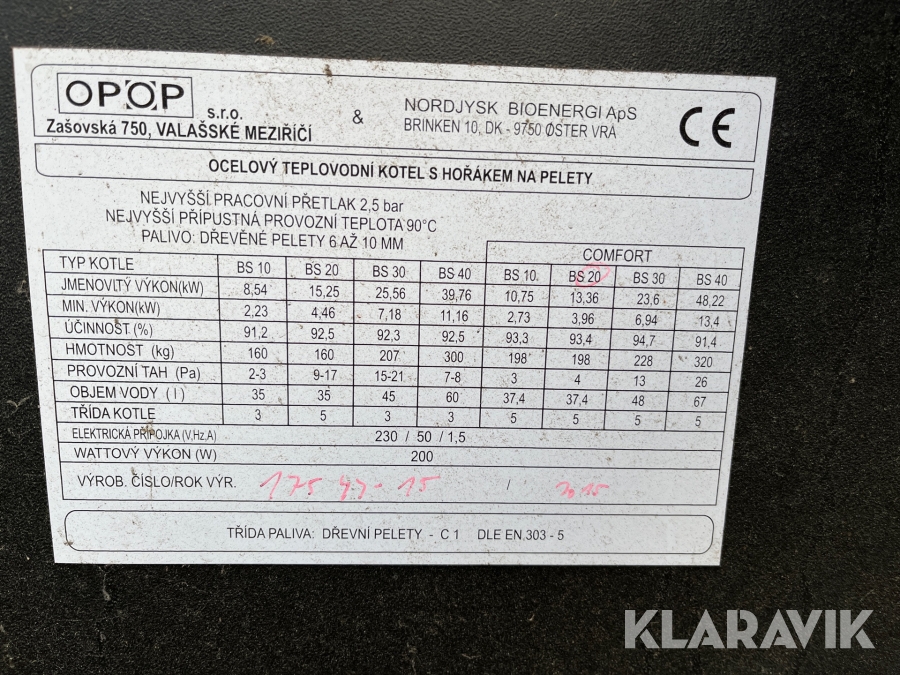 OPOP s.r.o.
Zašovská 750, VALAŠSKÉ MEZIŘÍČÍ
&
NORDJYSK BIOENERGI ApS
BRINKEN 10, DK - 9750 ØSTER VRA
CE
OCELOVÝ TEPLOVODNÍ KOTEL S HOŘÁKEM NA PELETY
NEJVYŠŠÍ PRACOVNÍ PŘETLAK 2,5 bar
NEJVYŠŠÍ PŘÍPUSTNÁ PROVOZNÍ TEPLOTA 90°C
PALIVO: DŘEVĚNÉ PELETY 6 AŽ 10 MM
COMFORT
TYP KOTLE BS 10 BS 20 BS 30 BS 40 BS 10. BS 20 BS 30 BS 40
JMENOVITÝ VÝKON(kW) 8,54 15,25 25,56 39,76 10,75 13,36 23,6 48,22
MIN. VÝKON(kW) 2,23 4,46 7,18 11,16 2,73 3,96 6,94 13,4
ÚČINNOST (%) 91,2 92,5 92,3 92,5 93,3 93,4 94,7 91,4
HMOTNOST (kg) 160 160 207 300 198 198 228 320
PROVOZNÍ TAH (Pa) 2-3 9-17 15-21 7-8 3 4 13 26
OBJEM VODY ( l ) 35 35 45 60 37,4 37,4 48 67
TŘÍDA KOTLE 3 5 3 3 5 5 5 5
ELEKTRICKÁ PŘÍPOJKA (V,Hz,A) 230 / 50 / 1,5
WATTOVÝ VÝKON (W) 200
VÝROB. ČÍSLO/ROK VÝR. / 2015
TŘÍDA PALIVA: DŘEVNÍ PELETY - C 1 DLE EN 303 - 5
KLARAVIK